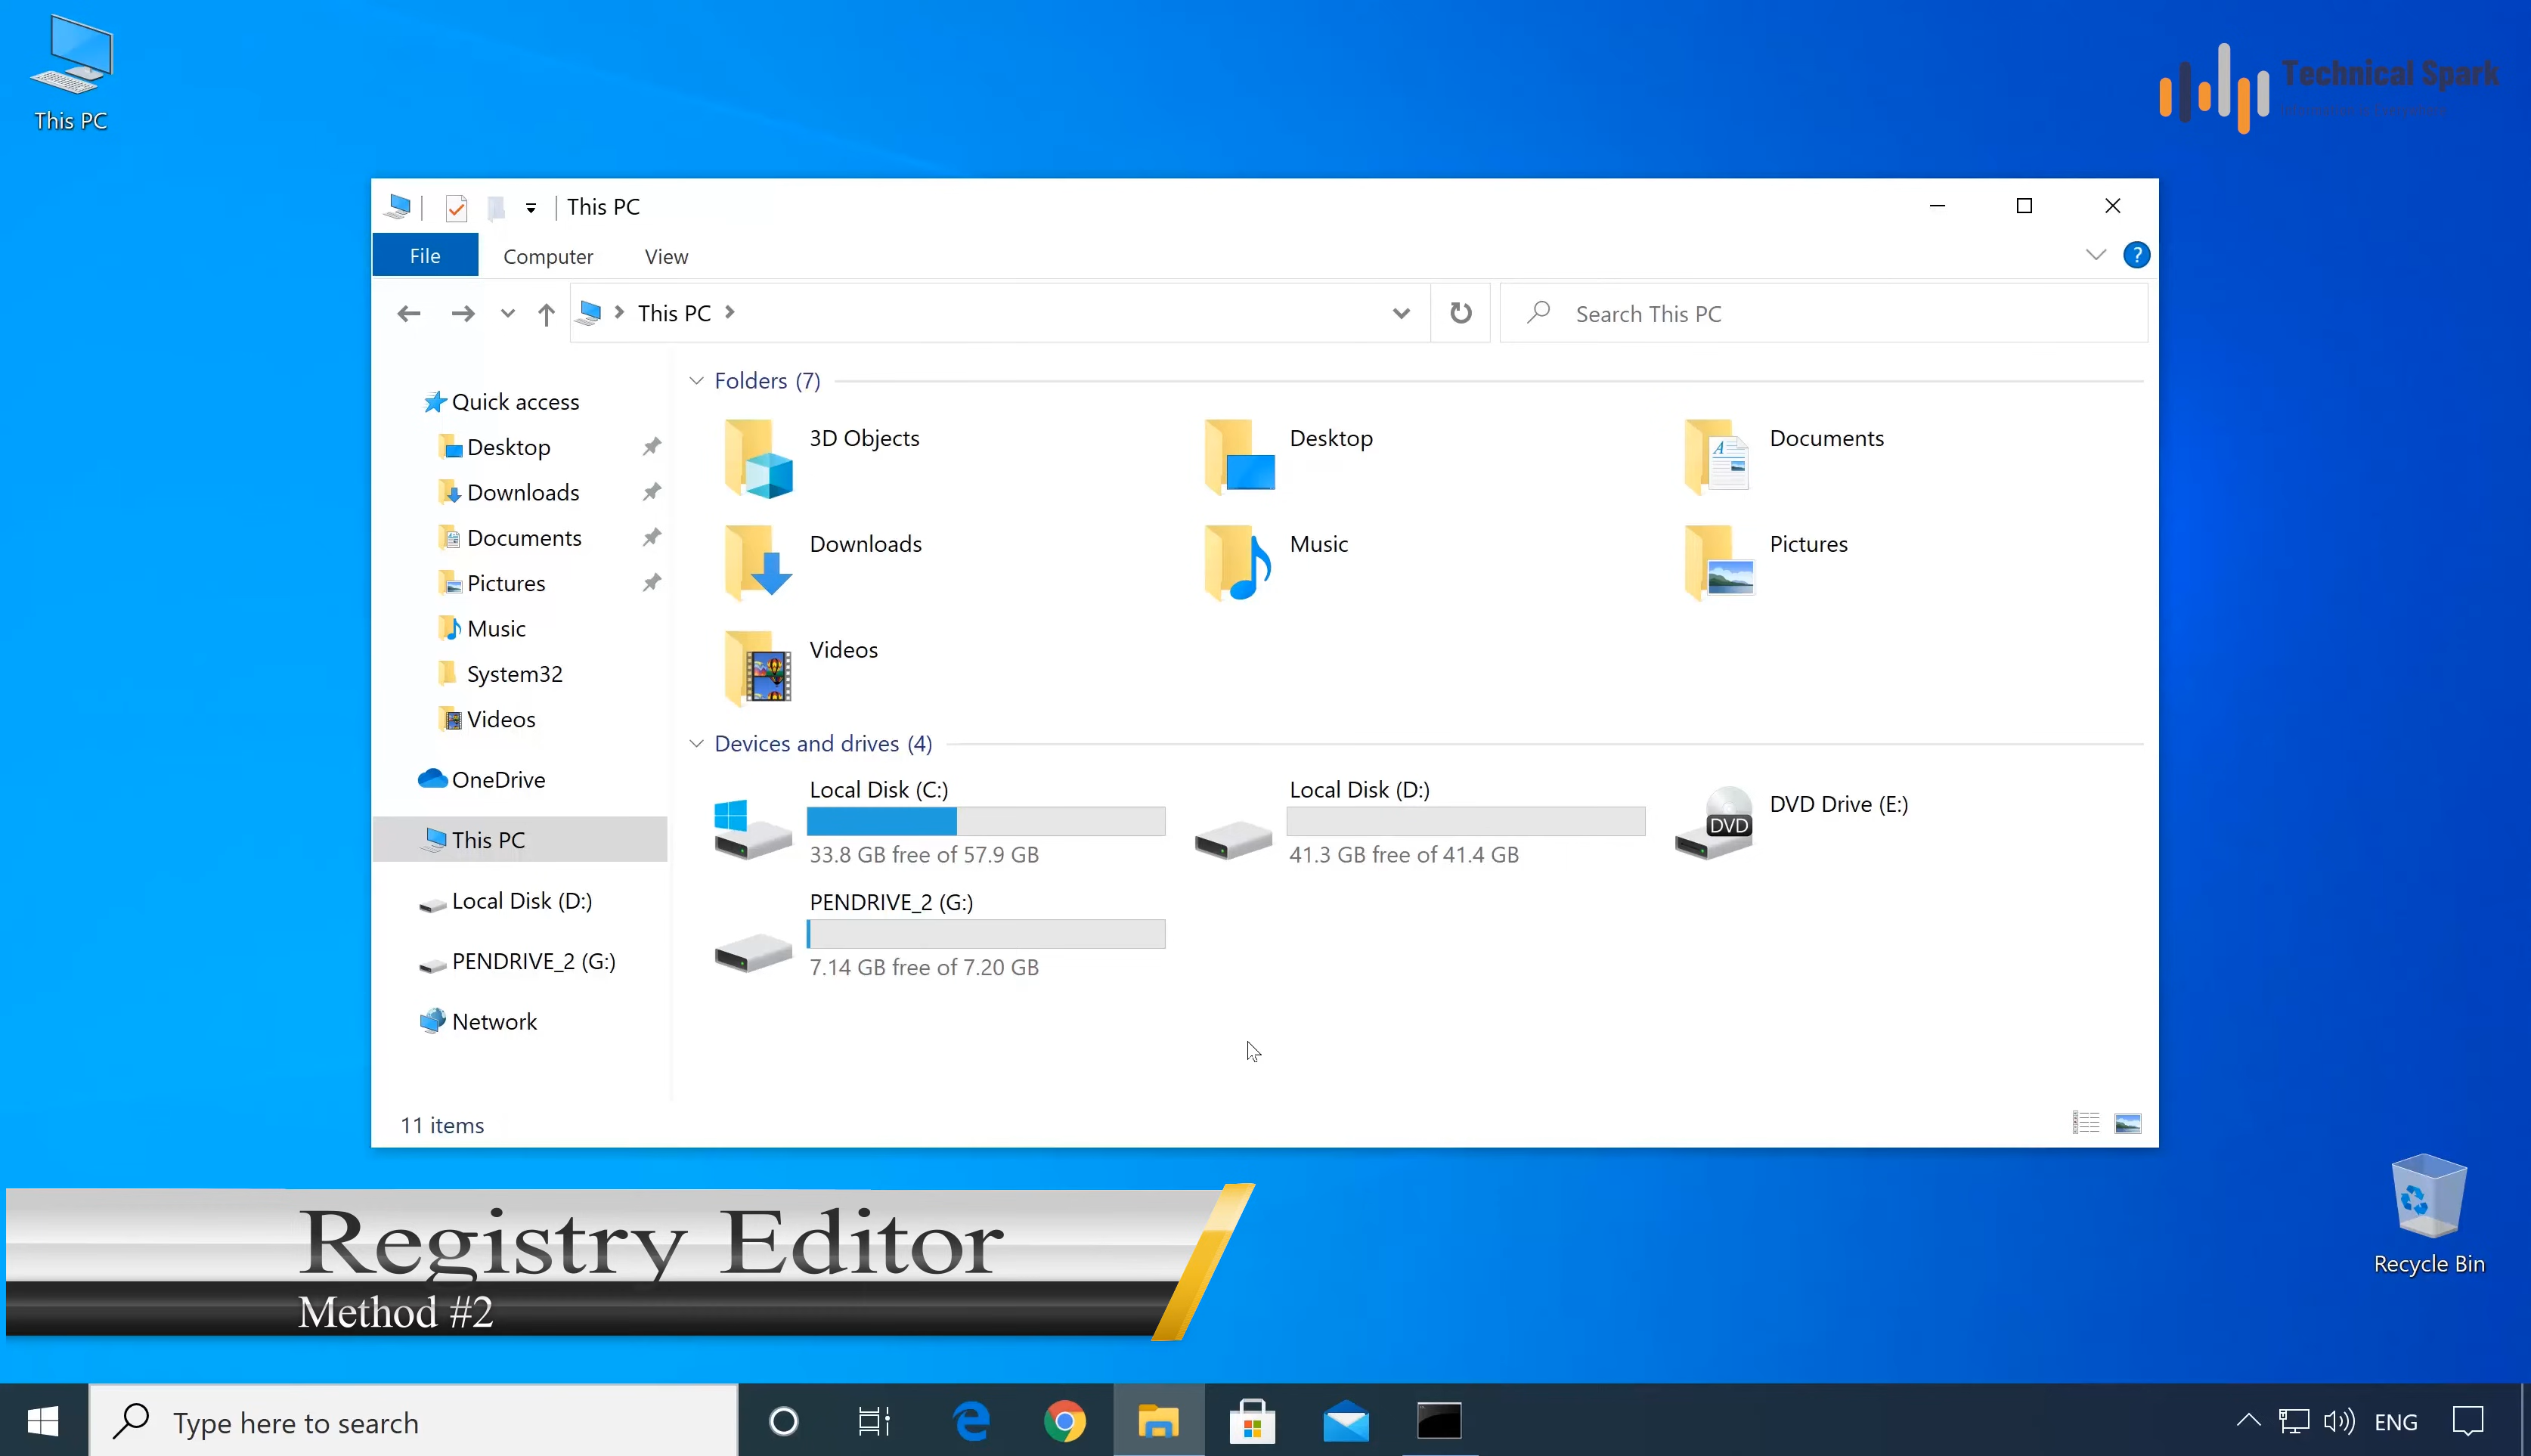 This PC
Technical Spark
This PC
File
Computer
View
This PC
Search This PC
Quick access
Desktop
Downloads
Documents
Pictures
Music
System32
Videos
OneDrive
This PC
Local Disk (D:)
PENDRIVE_2 (G:)
Network
Folders (7)
3D Objects
Desktop
Documents
Downloads
Music
Pictures
Videos
Devices and drives (4)
Local Disk (C:)
33.8 GB free of 57.9 GB
Local Disk (D:)
41.3 GB free of 41.4 GB
DVD
DVD Drive (E:)
PENDRIVE_2 (G:)
7.14 GB free of 7.20 GB
11 items
Recycle Bin
Registry Editor
Method #2
Type here to search
ENG